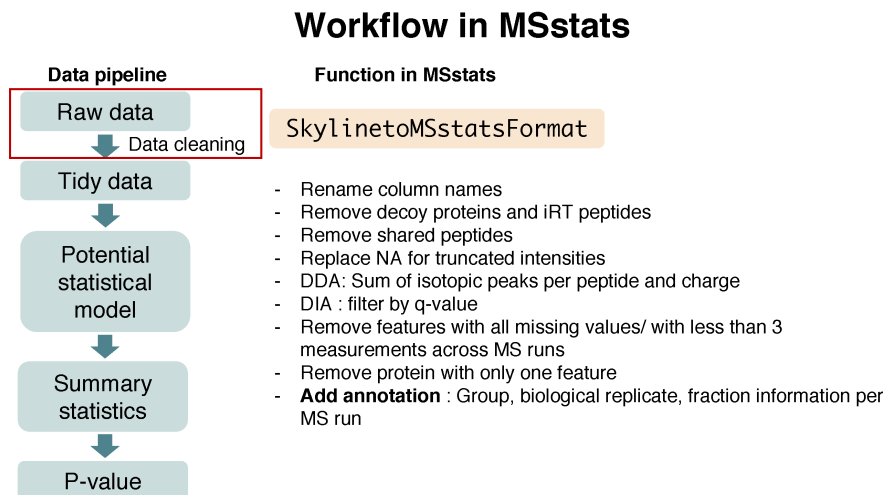 Workflow in MSstats
Data pipeline
Function in MSstats
Raw data
Data cleaning
SkylinetoMSstatsFormat
Tidy data
Potential
statistical
model
Summary
statistics
P-value
- Rename column names
- Remove decoy proteins and iRT peptides
- Remove shared peptides
- Replace NA for truncated intensities
- DDA: Sum of isotopic peaks per peptide and charge
- DIA : filter by q-value
- Remove features with all missing values/ with less than 3
measurements across MS runs
- Remove protein with only one feature
- Add annotation : Group, biological replicate, fraction information per
MS run